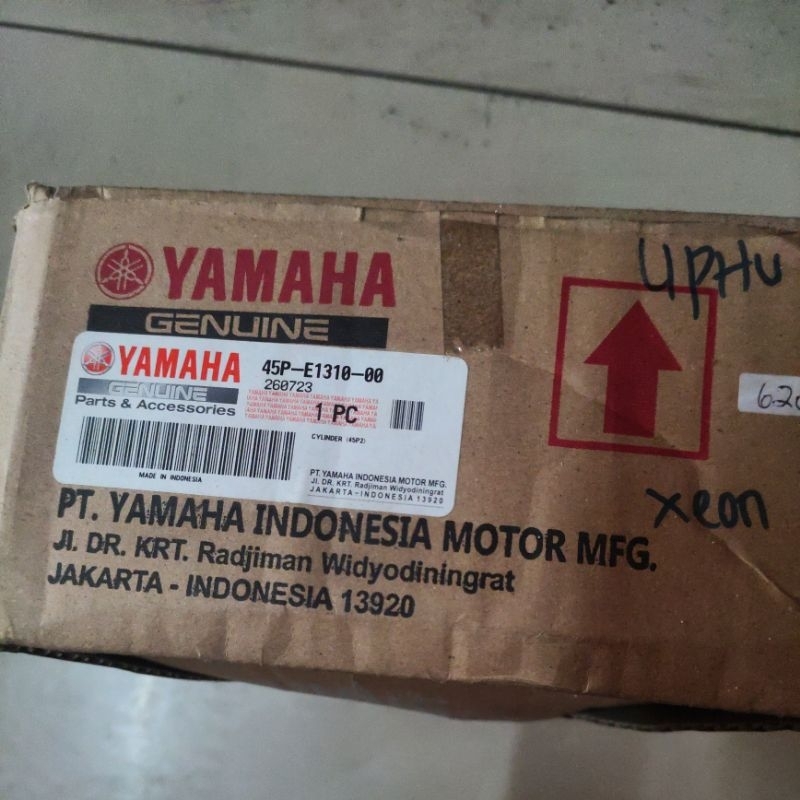 YAMAHA
GENUINE
UPHU
YAMAHA 45P-E1310-00
GENUINE 260723
Parts & Accessories 1 PC
CYLINDER (45P2)
MADE IN INDONESIA
PT. YAMAHA INDONESIA MOTOR MFG.
Jl. DR. KRT. Radjiman Widyodiningrat
JAKARTA - INDONESIA 13920
xeon
PT. YAMAHA INDONESIA MOTOR MFG.
Jl. DR. KRT. Radjiman Widyodiningrat
JAKARTA - INDONESIA 13920